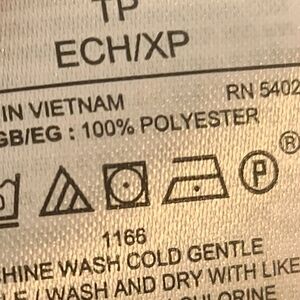 TP
ECH/XP
IN VIETNAM RN 5402
GB/EG : 100% POLYESTER
P ®
1166
HINE WASH COLD GENTLE
/ WASH AND DRY WITH LIKE